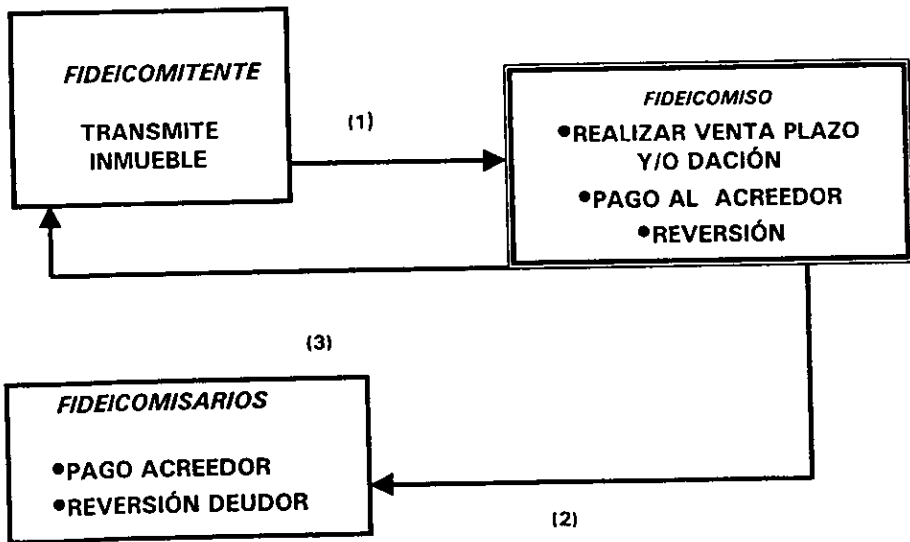 FIDEICOMITENTE
TRANSMITE
INMUEBLE
(1)
FIDEICOMISO
•REALIZAR VENTA PLAZO
Y/O DACIÓN
•PAGO AL ACREEDOR
•REVERSIÓN
(3)
FIDEICOMISARIOS
•PAGO ACREEDOR
•REVERSIÓN DEUDOR
(2)